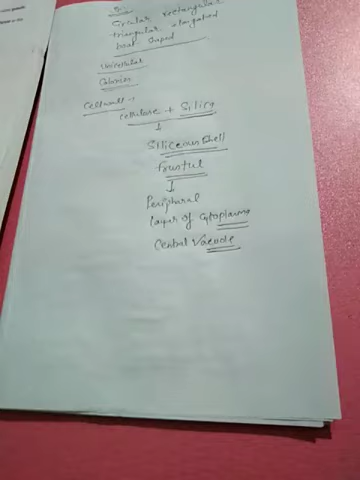 Circular rectangular
triangular elongated
boat shaped
Unicellular
Colonies
Cell wall →
Cellulose + Silica
↓
Siliceous Shell
frustul
↓
Peripheral
layer of cytoplasm
Central Vacuole